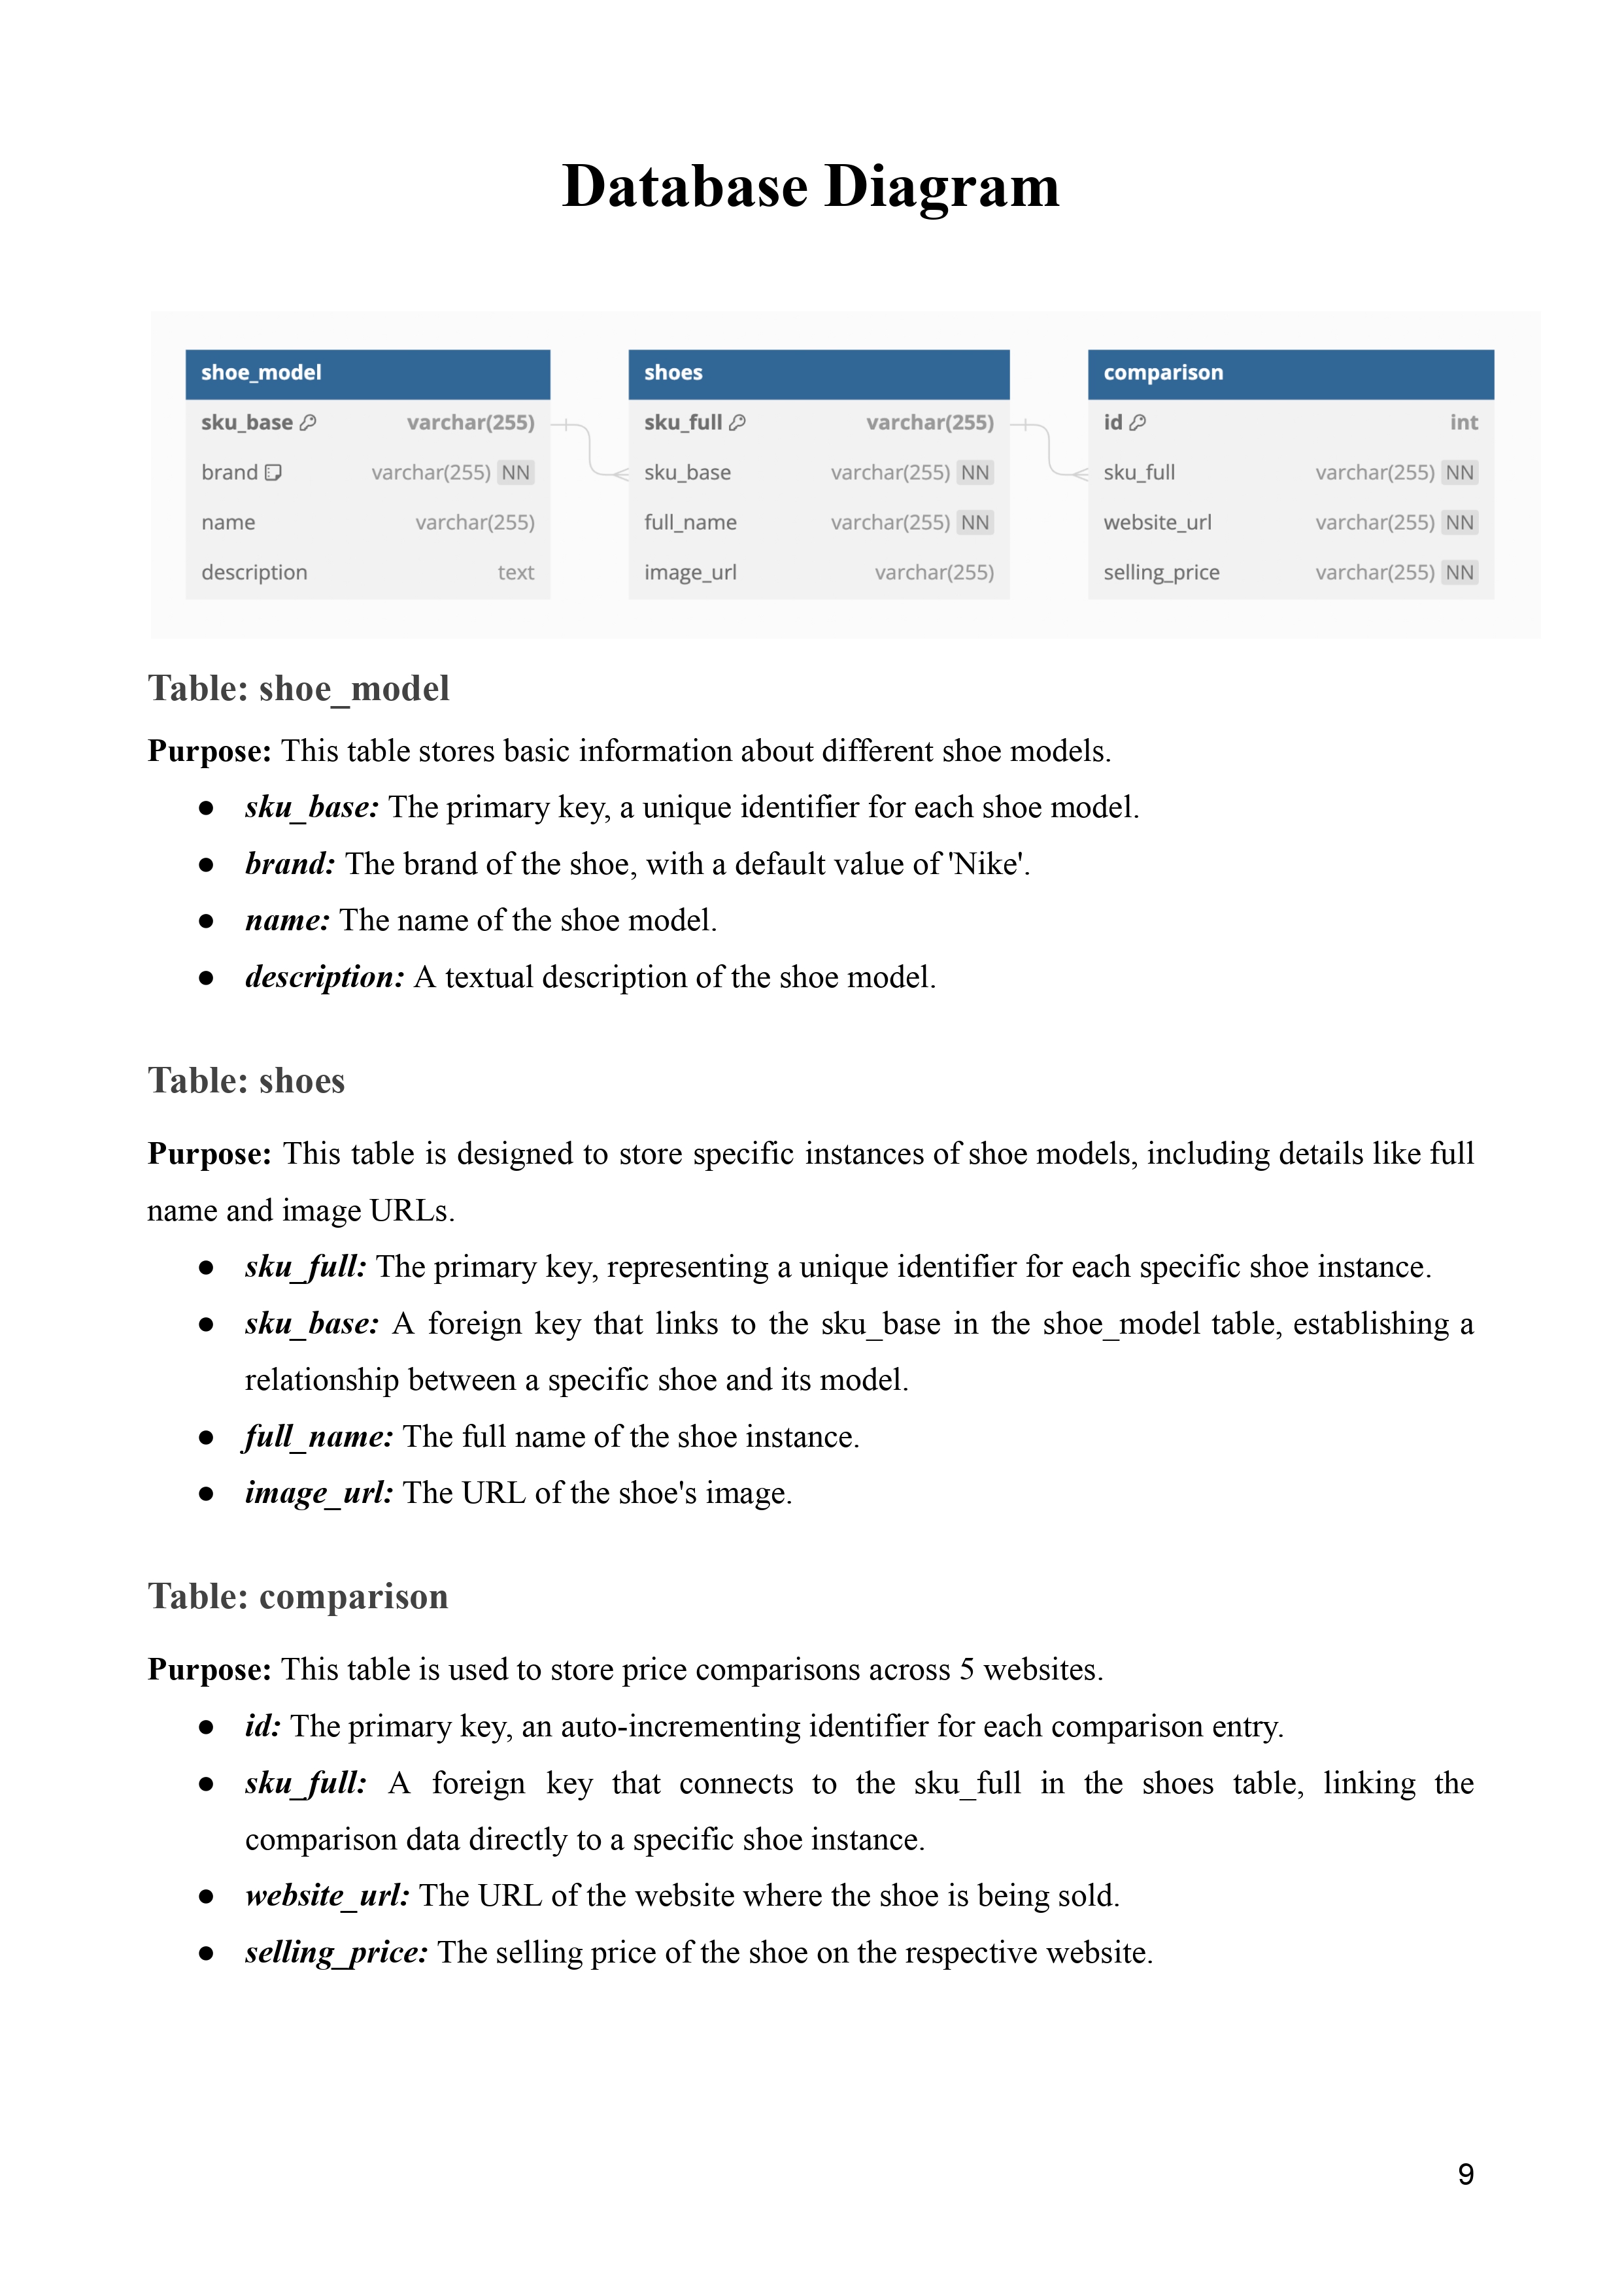 Database Diagram
shoe_model
sku_base varchar(255)
brand varchar(255) NN
name varchar(255)
description text
shoes
sku_full varchar(255)
sku_base varchar(255) NN
full_name varchar(255) NN
image_url varchar(255)
comparison
id int
sku_full varchar(255) NN
website_url varchar(255) NN
selling_price varchar(255) NN
Table: shoe_model
Purpose: This table stores basic information about different shoe models.
● sku_base: The primary key, a unique identifier for each shoe model.
● brand: The brand of the shoe, with a default value of 'Nike'.
● name: The name of the shoe model.
● description: A textual description of the shoe model.
Table: shoes
Purpose: This table is designed to store specific instances of shoe models, including details like full
name and image URLs.
● sku_full: The primary key, representing a unique identifier for each specific shoe instance.
● sku_base: A foreign key that links to the sku_base in the shoe_model table, establishing a
relationship between a specific shoe and its model.
● full_name: The full name of the shoe instance.
● image_url: The URL of the shoe's image.
Table: comparison
Purpose: This table is used to store price comparisons across 5 websites.
● id: The primary key, an auto-incrementing identifier for each comparison entry.
● sku_full: A foreign key that connects to the sku_full in the shoes table, linking the
comparison data directly to a specific shoe instance.
● website_url: The URL of the website where the shoe is being sold.
● selling_price: The selling price of the shoe on the respective website.
9